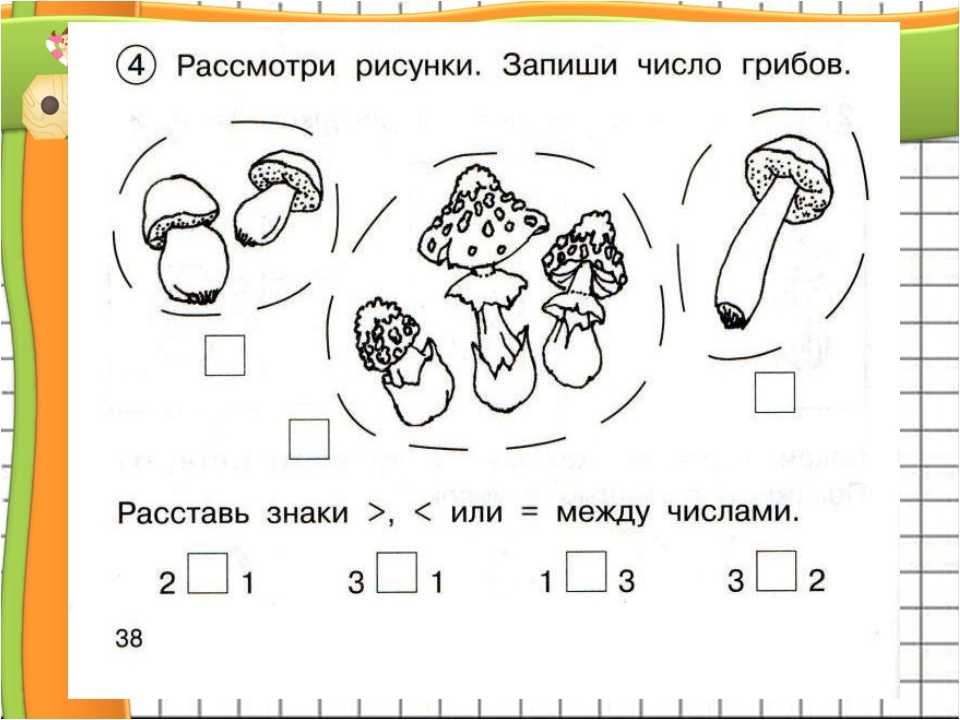 4 Рассмотри рисунки. Запиши число грибов.
Расставь знаки >, < или = между числами.
2 □ 1 3 □ 1 1 □ 3 3 □ 2
38